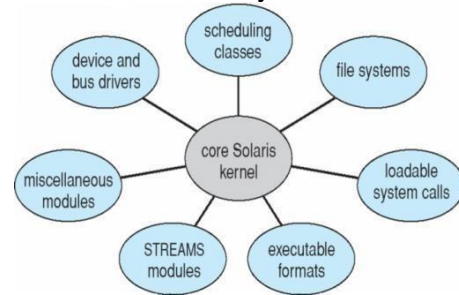 scheduling
classes
device and
bus drivers
file systems
core Solaris
kernel
miscellaneous
modules
loadable
system calls
STREAMS
modules
executable
formats